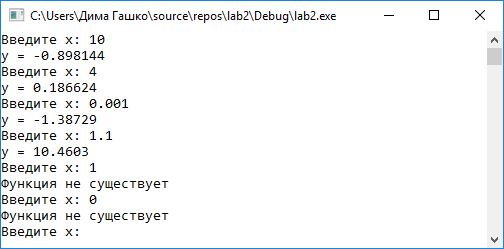 C:\Users\Дима Гашко\source\repos\lab2\Debug\lab2.exe
Введите x: 10
y = -0.898144
Введите x: 4
y = 0.186624
Введите x: 0.001
y = -1.38729
Введите x: 1.1
y = 10.4603
Введите x: 1
Функция не существует
Введите x: 0
Функция не существует
Введите x: